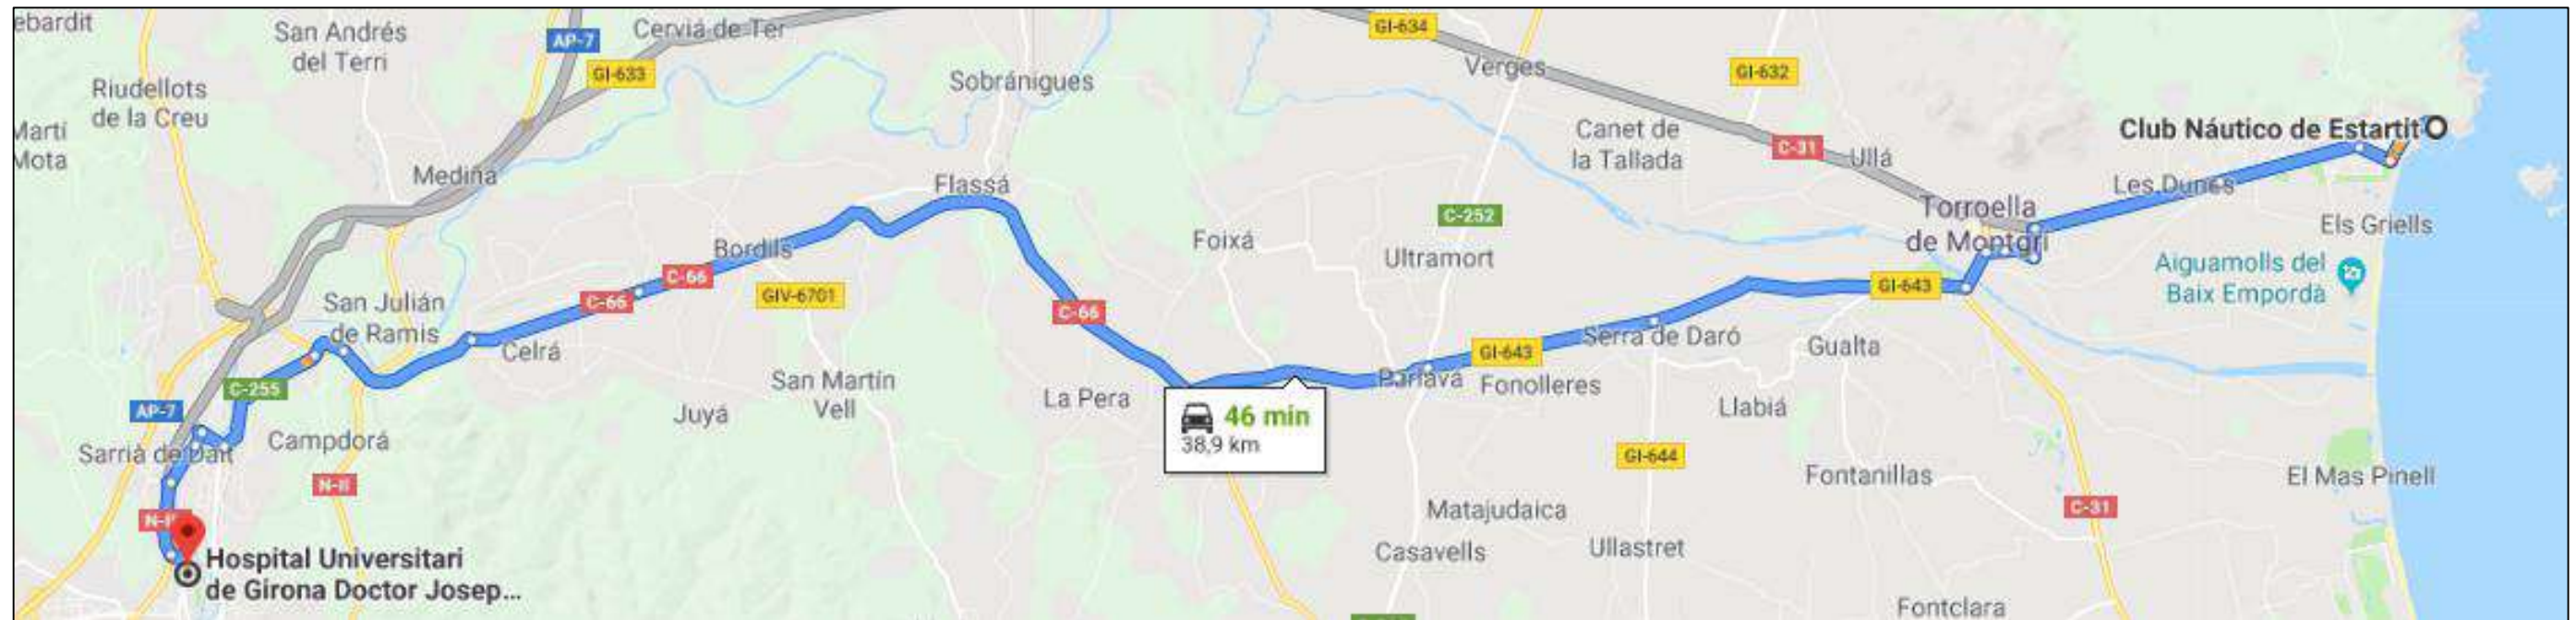 ebardit
San Andrés
del Terri
AP-7
Cerviá de Ter
GI-633
GI-634
Verges
GI-632
Riudellots
de la Creu
Sobránigues
Martí
Mota
Mediñá
Canet de
la Tallada
C-31
Ullá
Club Náutico de Estartit
Flassá
C-252
Les Dunes
Torroella
de Montgrí
Els Griells
Bordils
Foixá
Ultramort
Aiguamolls del
Baix Empordà
C-66
C-66
GIV-6701
GI-643
San Julián
de Ramis
C-66
Celrá
GI-643
Serra de Daró
Gualta
C-255
Parlavá
Fonolleres
AP-7
San Martín
Vell
Juyá
La Pera
46 min
38,9 km
Llabiá
Campdorá
Sarriá de Dalt
GI-644
Fontanillas
El Mas Pinell
N-II
N-II
Matajudaica
C-31
Casavells
Ullastret
Hospital Universitari
de Girona Doctor Josep...
Fontclara